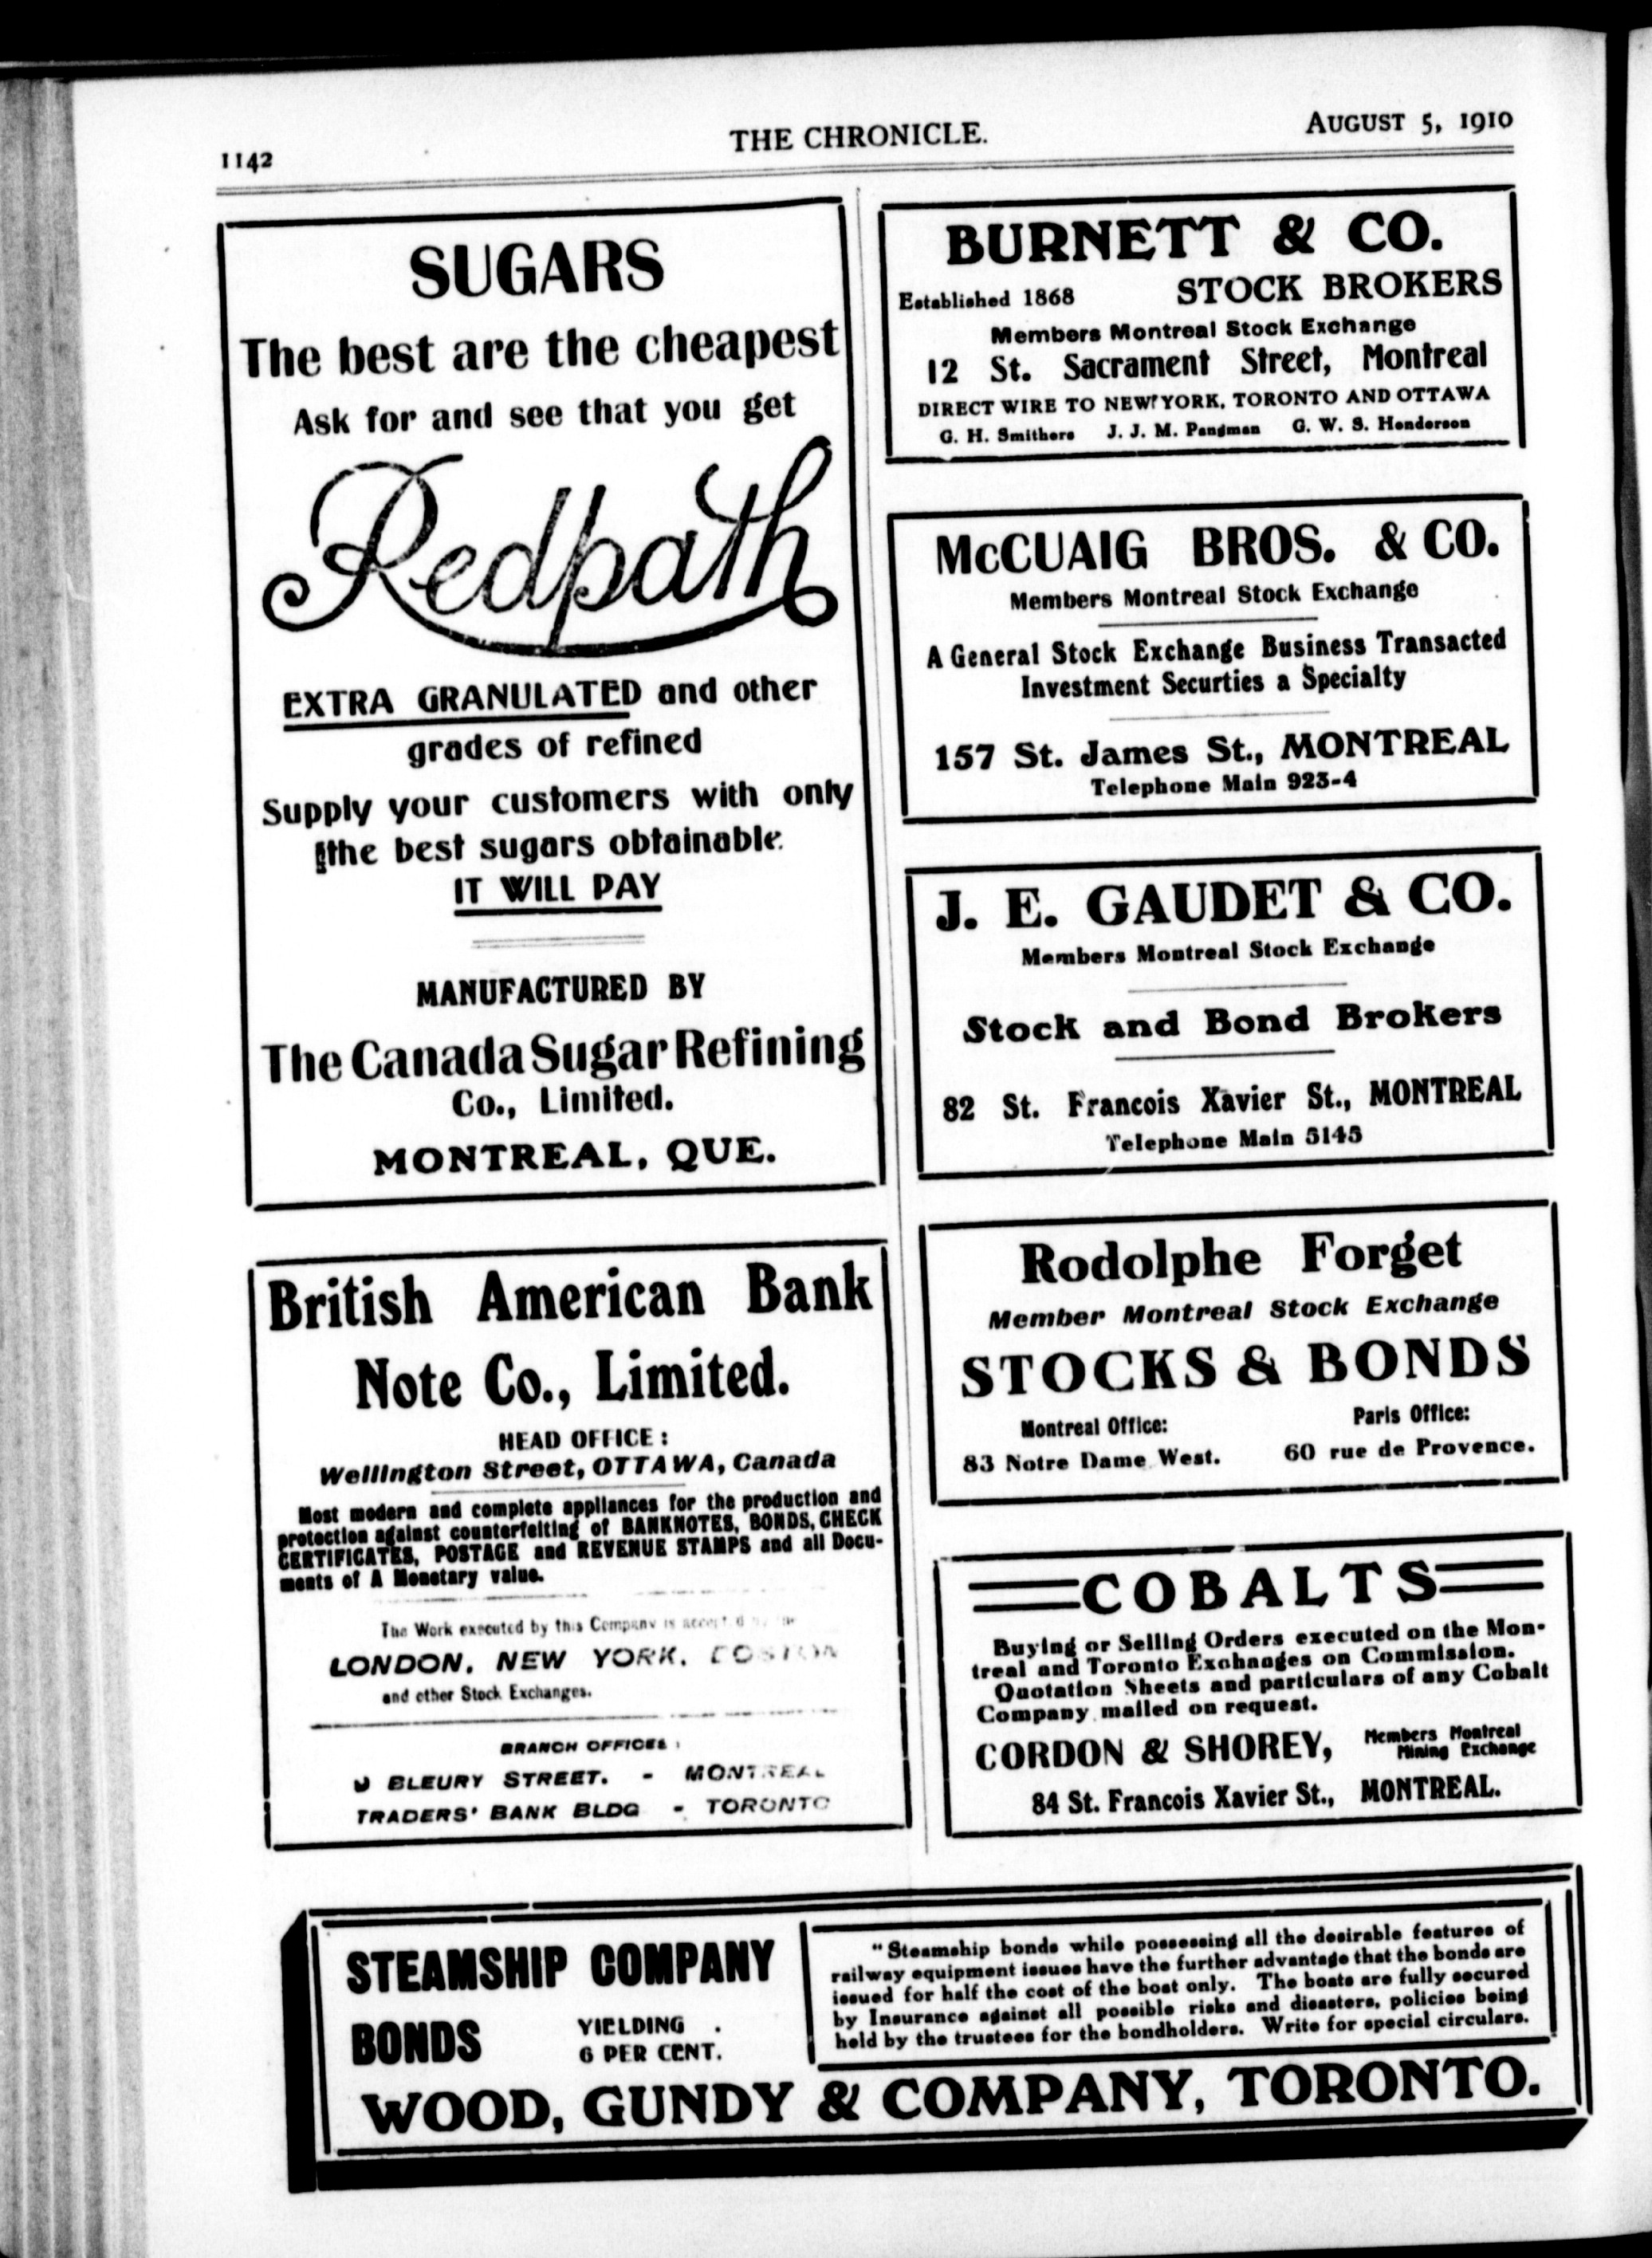 1142
THE CHRONICLE.
AUGUST 5, 1910
SUGARS
The best are the cheapest
Ask for and see that you get
Redpath
EXTRA GRANULATED and other
grades of refined
Supply your customers with only
the best sugars obtainable.
IT WILL PAY
MANUFACTURED BY
The Canada Sugar Refining
Co., Limited.
MONTREAL, QUE.
British American Bank
Note Co., Limited.
HEAD OFFICE:
Wellington Street, OTTAWA, Canada
Most modern and complete appliances for the production and
protection against counterfeiting of BANKNOTES, BONDS, CHECK
CERTIFICATES, POSTAGE and REVENUE STAMPS and all Docu-
ments of A Monetary value.
The Work executed by this Company is
LONDON, NEW YORK, BOSTON
and other Stock Exchanges.
BRANCH OFFICES:
BLEURY STREET. - MONTREAL
TRADERS' BANK BLDG - TORONTO
BURNETT & CO.
Established 1868 STOCK BROKERS
Members Montreal Stock Exchange
12 St. Sacrament Street, Montreal
DIRECT WIRE TO NEW YORK, TORONTO AND OTTAWA
G. H. Smithers J. J. M. Pangman G. W. S. Henderson
McCUAIG BROS. & CO.
Members Montreal Stock Exchange
A General Stock Exchange Business Transacted
Investment Securties a Specialty
157 St. James St., MONTREAL
Telephone Main 923-4
J. E. GAUDET & CO.
Members Montreal Stock Exchange
Stock and Bond Brokers
82 St. Francois Xavier St., MONTREAL
Telephone Main 5145
Rodolphe Forget
Member Montreal Stock Exchange
STOCKS & BONDS
Montreal Office: Paris Office:
83 Notre Dame West. 60 rue de Provence.
COBALTS
Buying or Selling Orders executed on the Mon-
treal and Toronto Exchanges on Commission.
Quotation Sheets and particulars of any Cobalt
Company mailed on request.
CORDON & SHOREY, Members Montreal
Mining Exchange
84 St. Francois Xavier St., MONTREAL.
STEAMSHIP COMPANY
BONDS YIELDING
6 PER CENT.
"Steamship bonds while possessing all the desirable features of
railway equipment issues have the further advantage that the bonds are
issued for half the cost of the boat only. The boats are fully secured
by Insurance against all possible risks and disasters, policies being
held by the trustees for the bondholders. Write for special circulars.
WOOD, GUNDY & COMPANY, TORONTO.